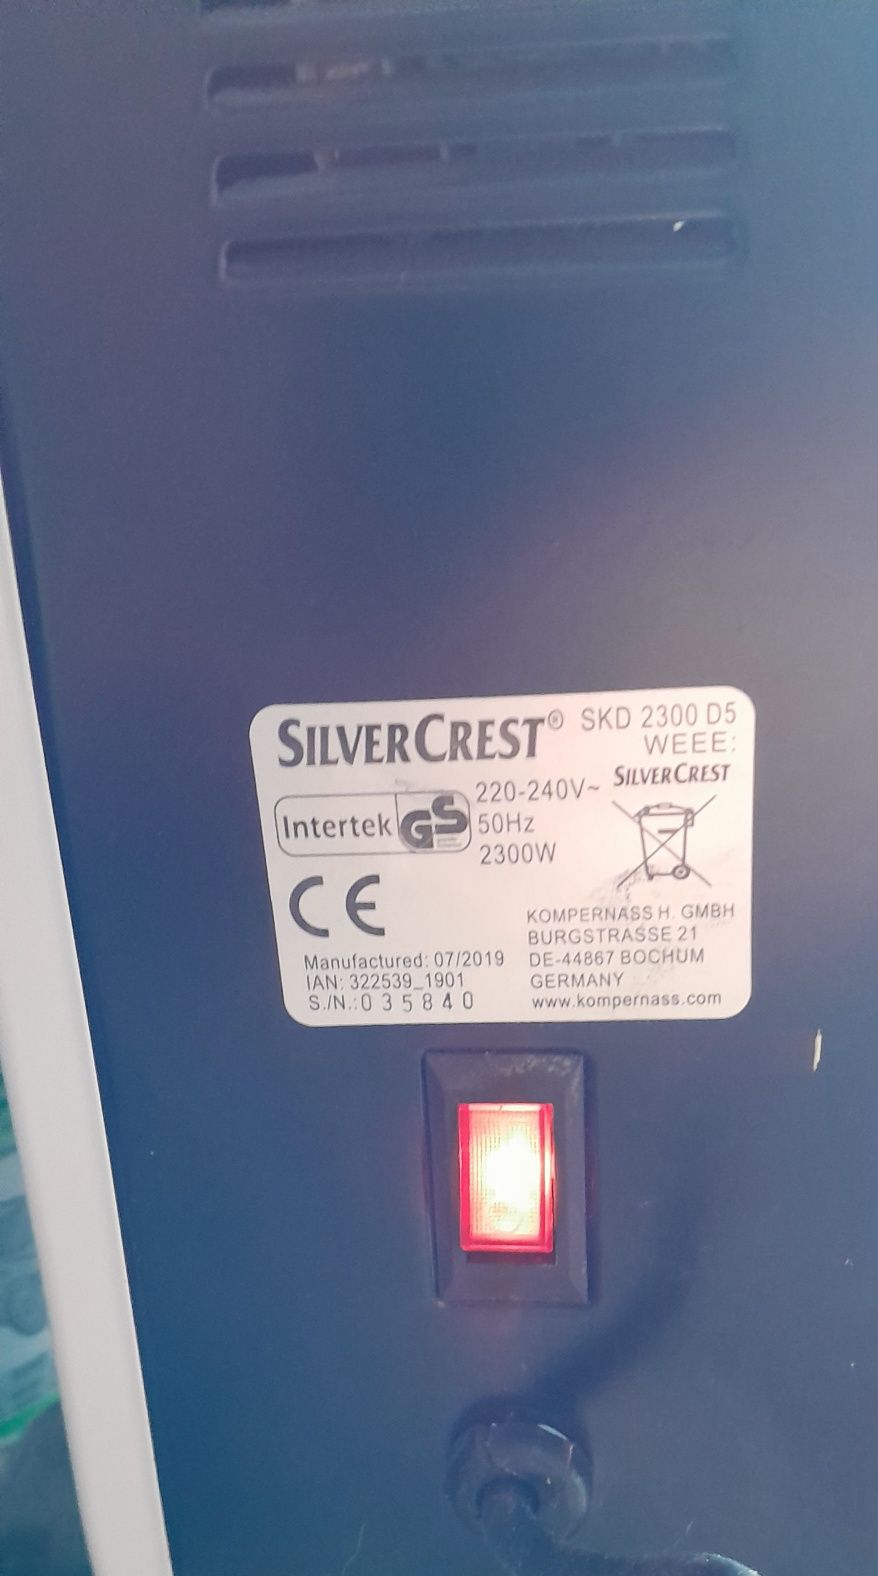 SILVERCREST® SKD 2300 D5
WEEE:
SILVERCREST
Intertek GS
220-240V~
50Hz
2300W
CE
Manufactured: 07/2019
IAN: 322539_1901
S./N.:035840
KOMPERNASS H. GMBH
BURGSTRASSE 21
DE-44867 BOCHUM
GERMANY
www.kompernass.com